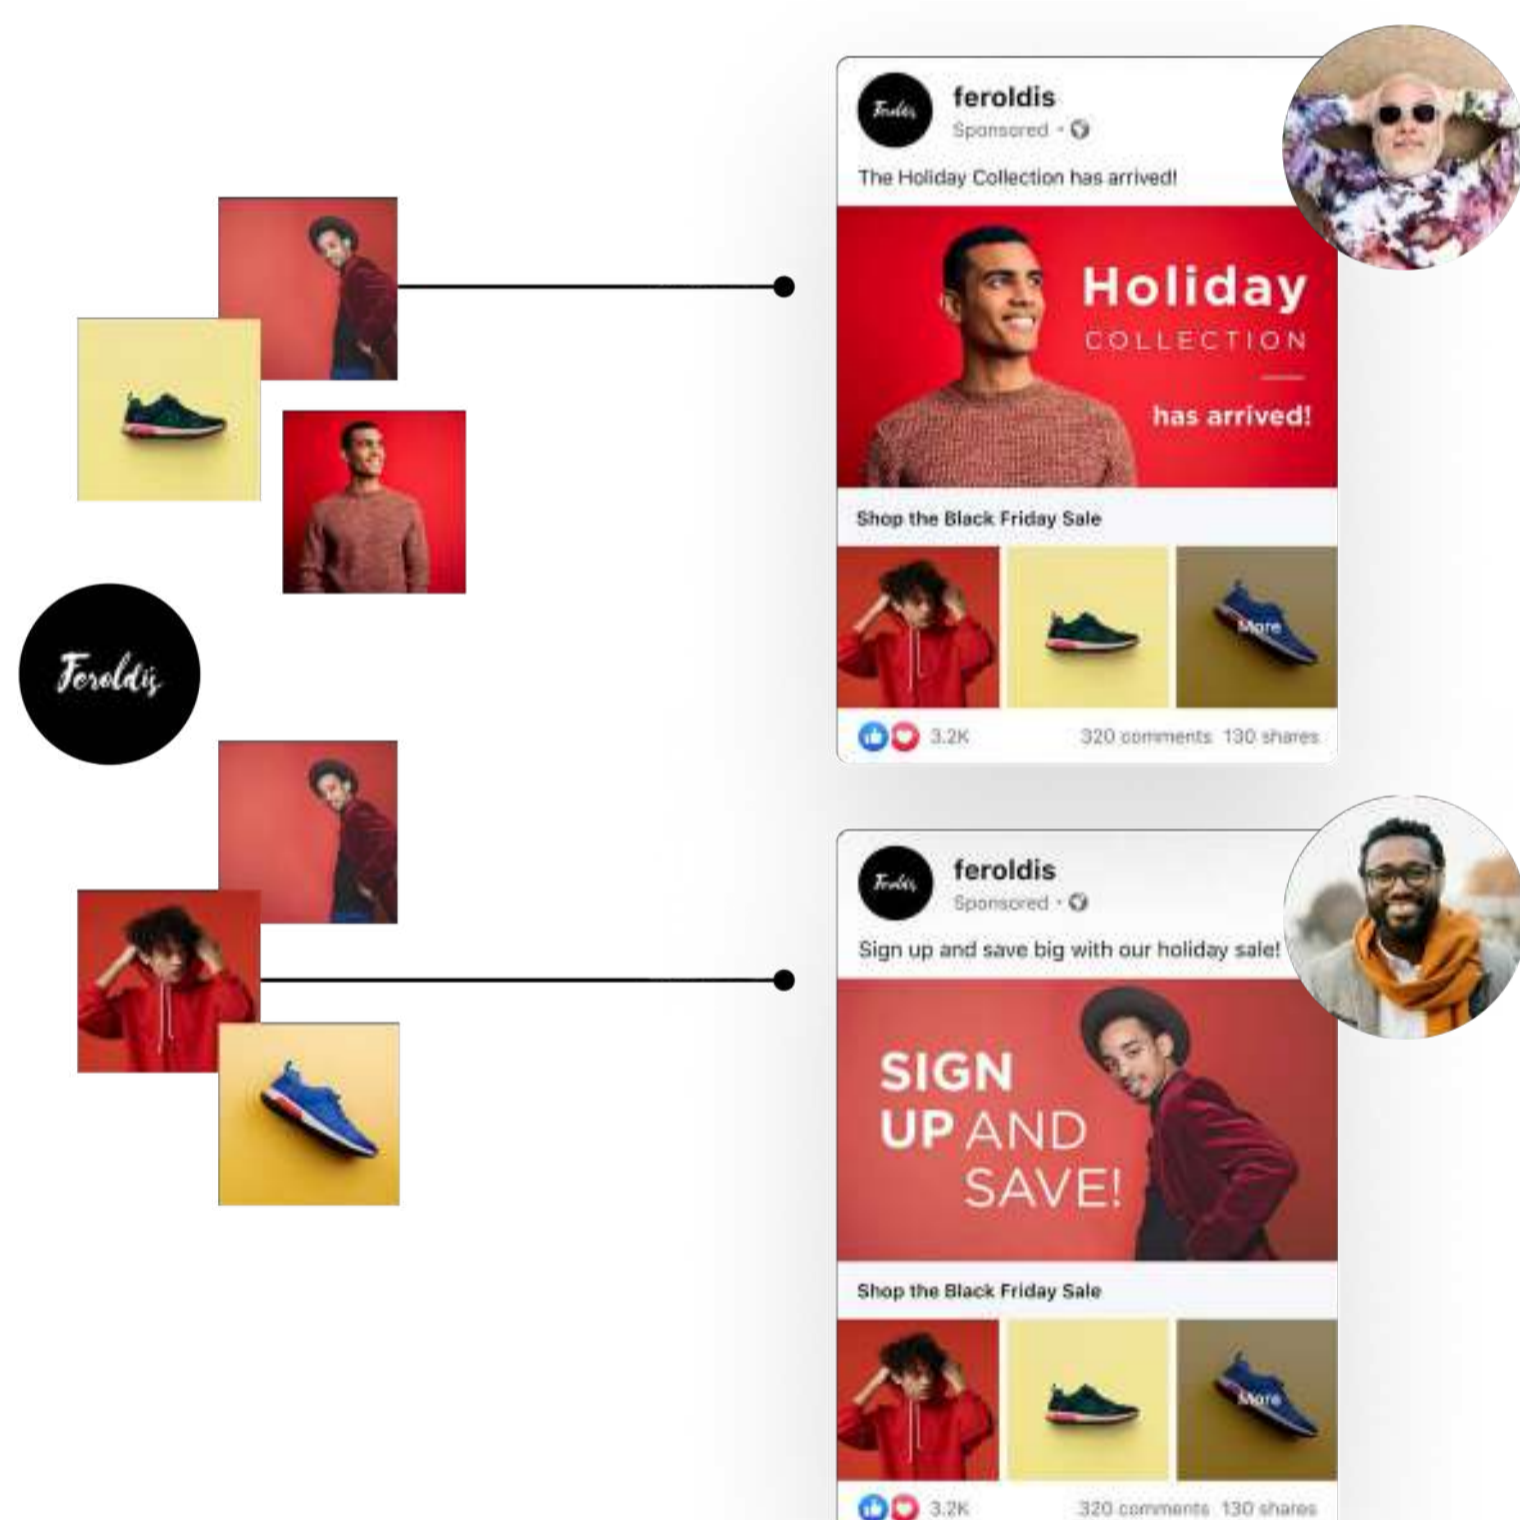 feroldis
Sponsored
The Holiday Collection has arrived!
Holiday
COLLECTION
has arrived!
Shop the Black Friday Sale
More
3.2K 320 comments 130 shares
Feroldis
feroldis
Sponsored
Sign up and save big with our holiday sale!
SIGN
UP AND
SAVE!
Shop the Black Friday Sale
More
3.2K 320 comments 130 shares